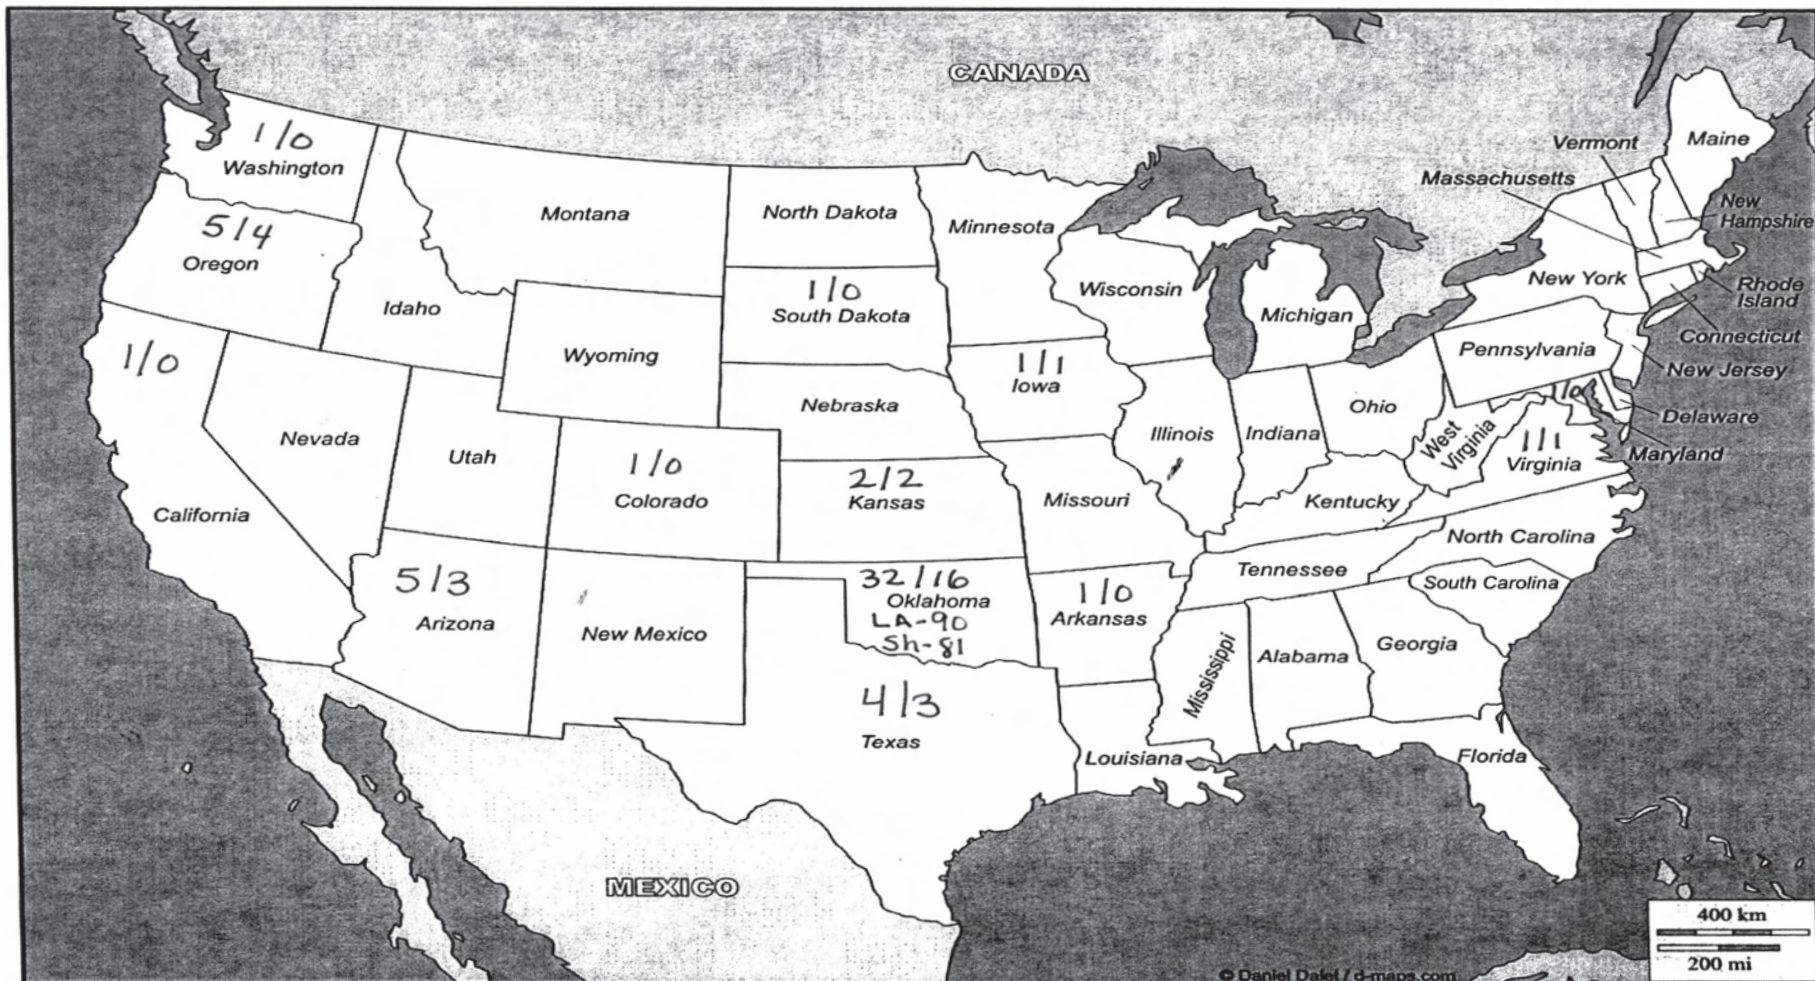 CANADA
Maine
Vermont
1/0
Washington
Massachusetts
New
Hampshire
Montana
North Dakota
Minnesota
5/4
Oregon
New York
Rhode
Island
Wisconsin
1/0
South Dakota
Idaho
Michigan
Connecticut
Pennsylvania
Wyoming
1/0
1/1
Iowa
New Jersey
1/0
Nebraska
Ohio
Delaware
Nevada
Illinois
Indiana
West
Virginia
1/1
Virginia
Maryland
Utah
1/0
Colorado
2/2
Kansas
Missouri
Kentucky
California
North Carolina
Tennessee
South Carolina
5/3
Arizona
New Mexico
32/16
Oklahoma
LA-90
Sh-81
1/0
Arkansas
Mississippi
Alabama
Georgia
4/3
Texas
Louisiana
Florida
MEXICO
400 km
200 mi
© Daniel Dalet / d-maps.com